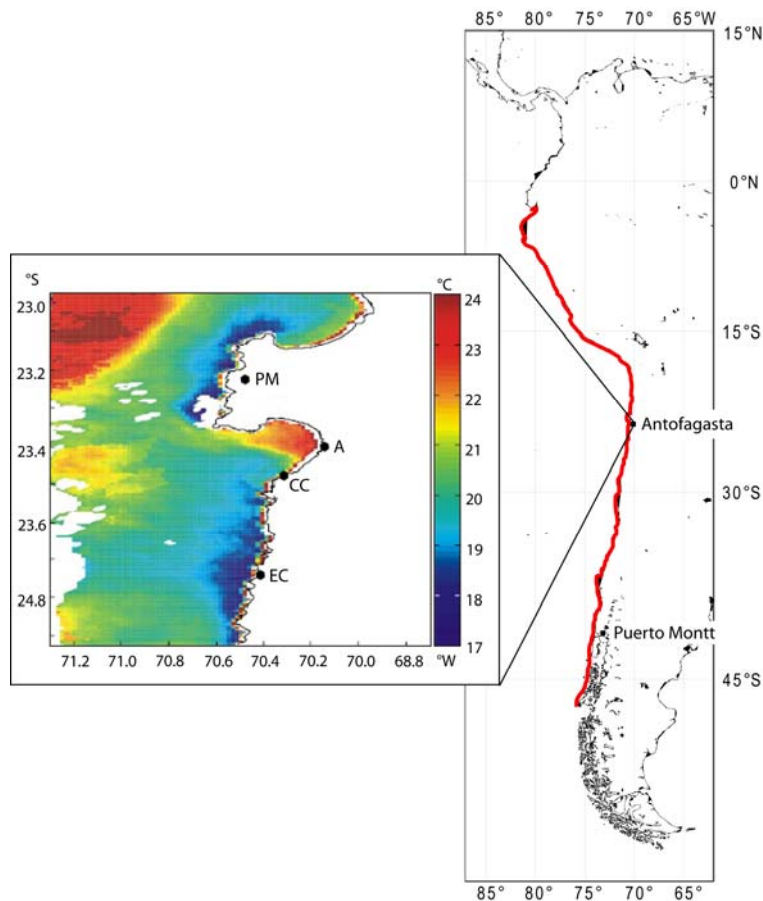 85° 80° 75° 70° 65°W
15°N
0°N
15°S
Antofagasta
30°S
Puerto Montt
45°S
85° 80° 75° 70° 65°
°S
°C
23.0
23.2
23.4
23.6
24.8
24
23
22
21
20
19
18
17
PM
A
CC
EC
71.2 71.0 70.8 70.6 70.4 70.2 70.0 68.8
°W